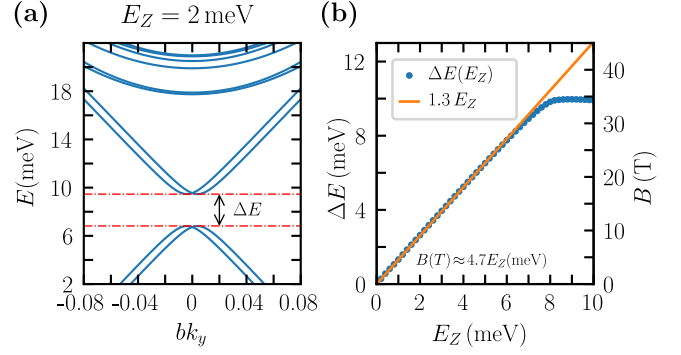 (a) E_Z = 2 meV
E(meV)
18
14
10
6
2
ΔE
-0.08 -0.04 0 0.04 0.08
bk_y
(b)
ΔE(E_Z)
1.3 E_Z
ΔE (meV)
12
8
4
0
B(T)≈4.7E_Z(meV)
0 2 4 6 8 10
E_Z (meV)
40
30
20
10
0
B (T)